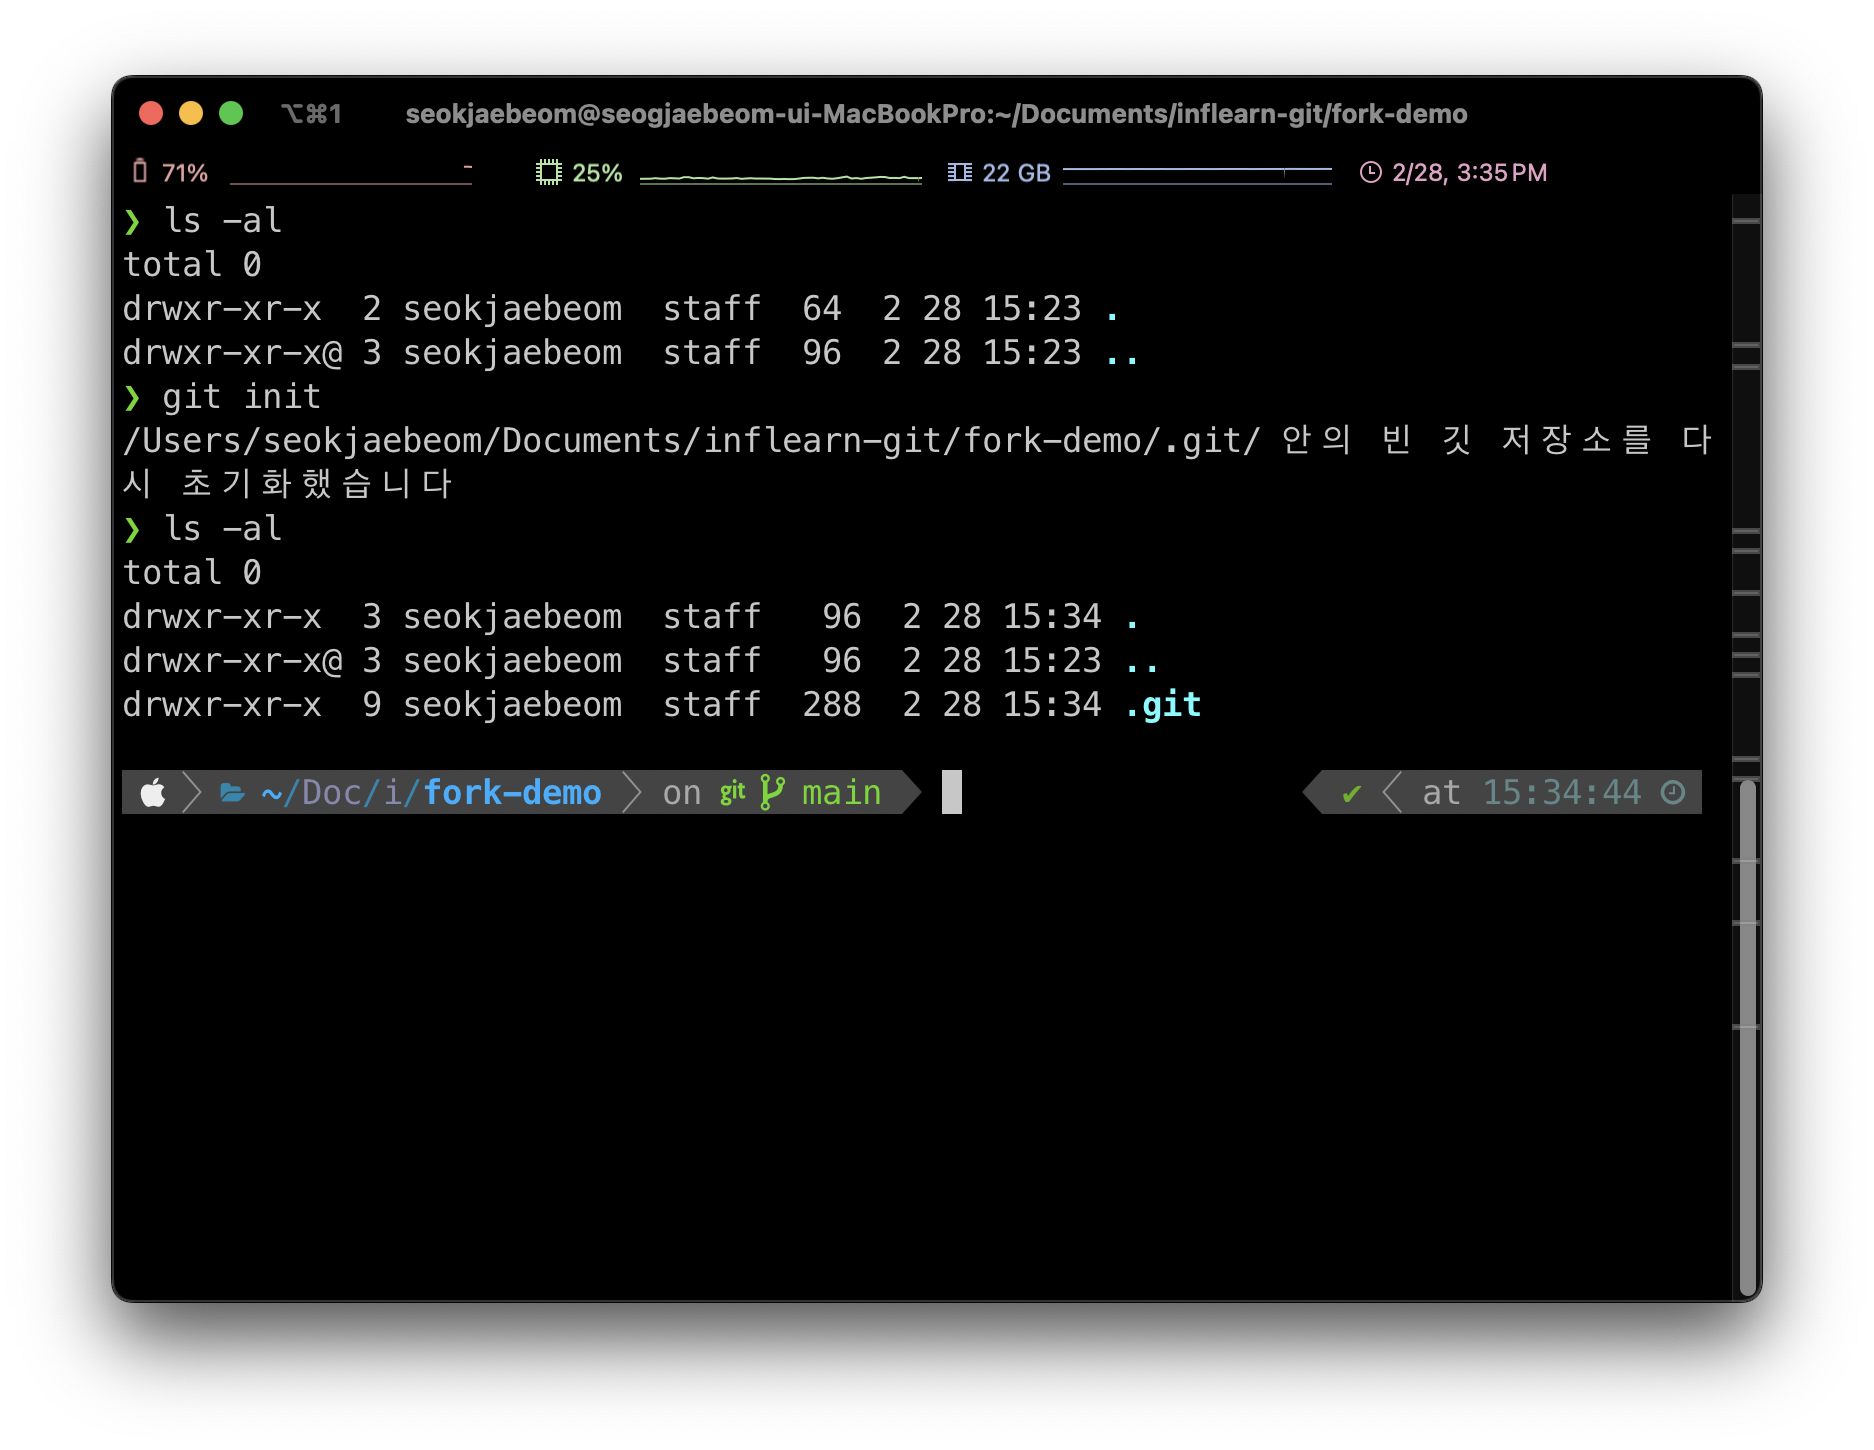 ⌥⌘1 seokjaebeom@seogjaebeom-ui-MacBookPro:~/Documents/inflearn-git/fork-demo
71% 25% 22 GB 2/28, 3:35 PM
❯ ls -al
total 0
drwxr-xr-x  2 seokjaebeom  staff  64  2 28 15:23 .
drwxr-xr-x@ 3 seokjaebeom  staff  96  2 28 15:23 ..
❯ git init
/Users/seokjaebeom/Documents/inflearn-git/fork-demo/.git/ 안의 빈 깃 저장소를 다
시 초기화했습니다
❯ ls -al
total 0
drwxr-xr-x  3 seokjaebeom  staff   96  2 28 15:34 .
drwxr-xr-x@ 3 seokjaebeom  staff   96  2 28 15:23 ..
drwxr-xr-x  9 seokjaebeom  staff  288  2 28 15:34 .git
~/Doc/i/fork-demo on git main ✔ at 15:34:44